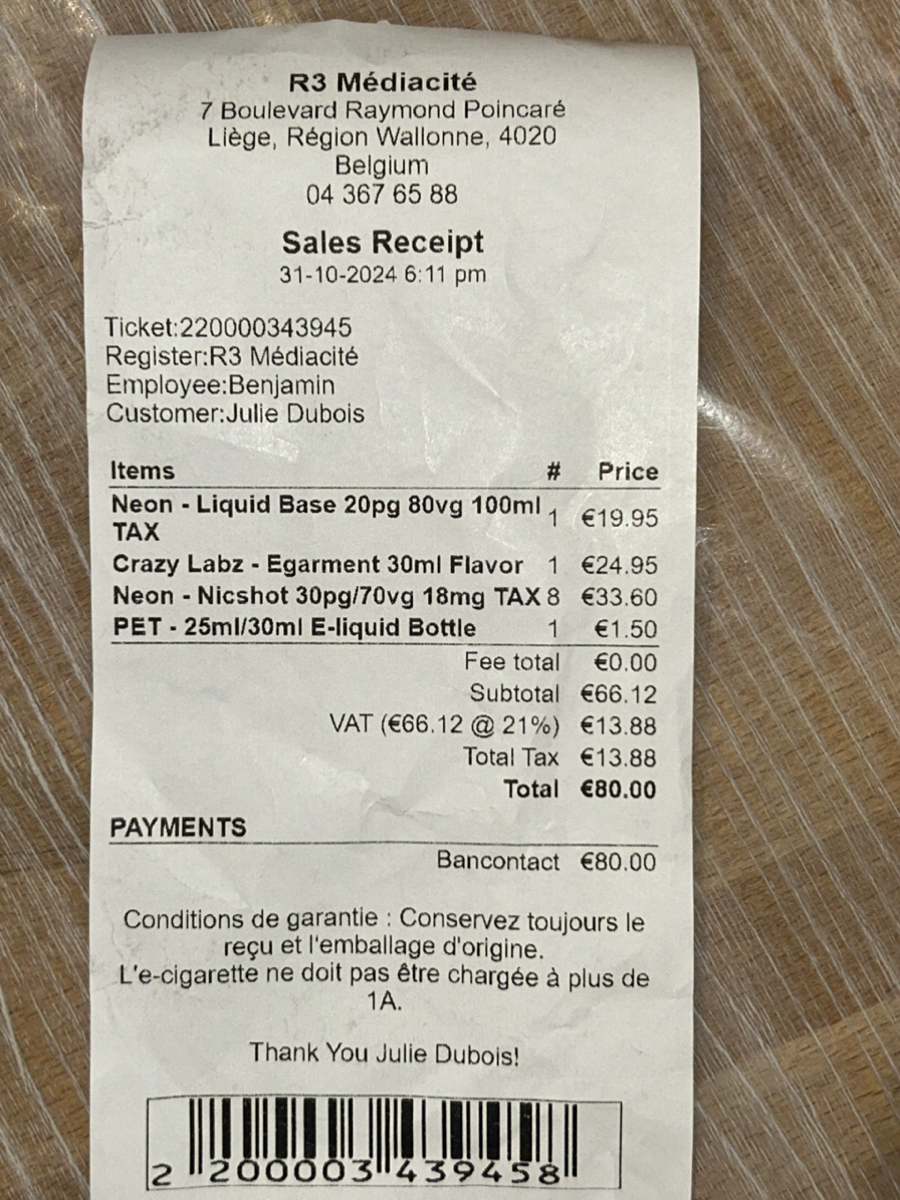 R3 Médiacité
7 Boulevard Raymond Poincaré
Liège, Région Wallonne, 4020
Belgium
04 367 65 88
Sales Receipt
31-10-2024 6:11 pm
Ticket:220000343945
Register:R3 Médiacité
Employee:Benjamin
Customer:Julie Dubois
Items # Price
Neon - Liquid Base 20pg 80vg 100ml
TAX 1 €19.95
Crazy Labz - Egarment 30ml Flavor 1 €24.95
Neon - Nicshot 30pg/70vg 18mg TAX 8 €33.60
PET - 25ml/30ml E-liquid Bottle 1 €1.50
Fee total €0.00
Subtotal €66.12
VAT (€66.12 @ 21%) €13.88
Total Tax €13.88
Total €80.00
PAYMENTS
Bancontact €80.00
Conditions de garantie : Conservez toujours le
reçu et l'emballage d'origine.
L'e-cigarette ne doit pas être chargée à plus de
1A.
Thank You Julie Dubois!
2 200003 439458